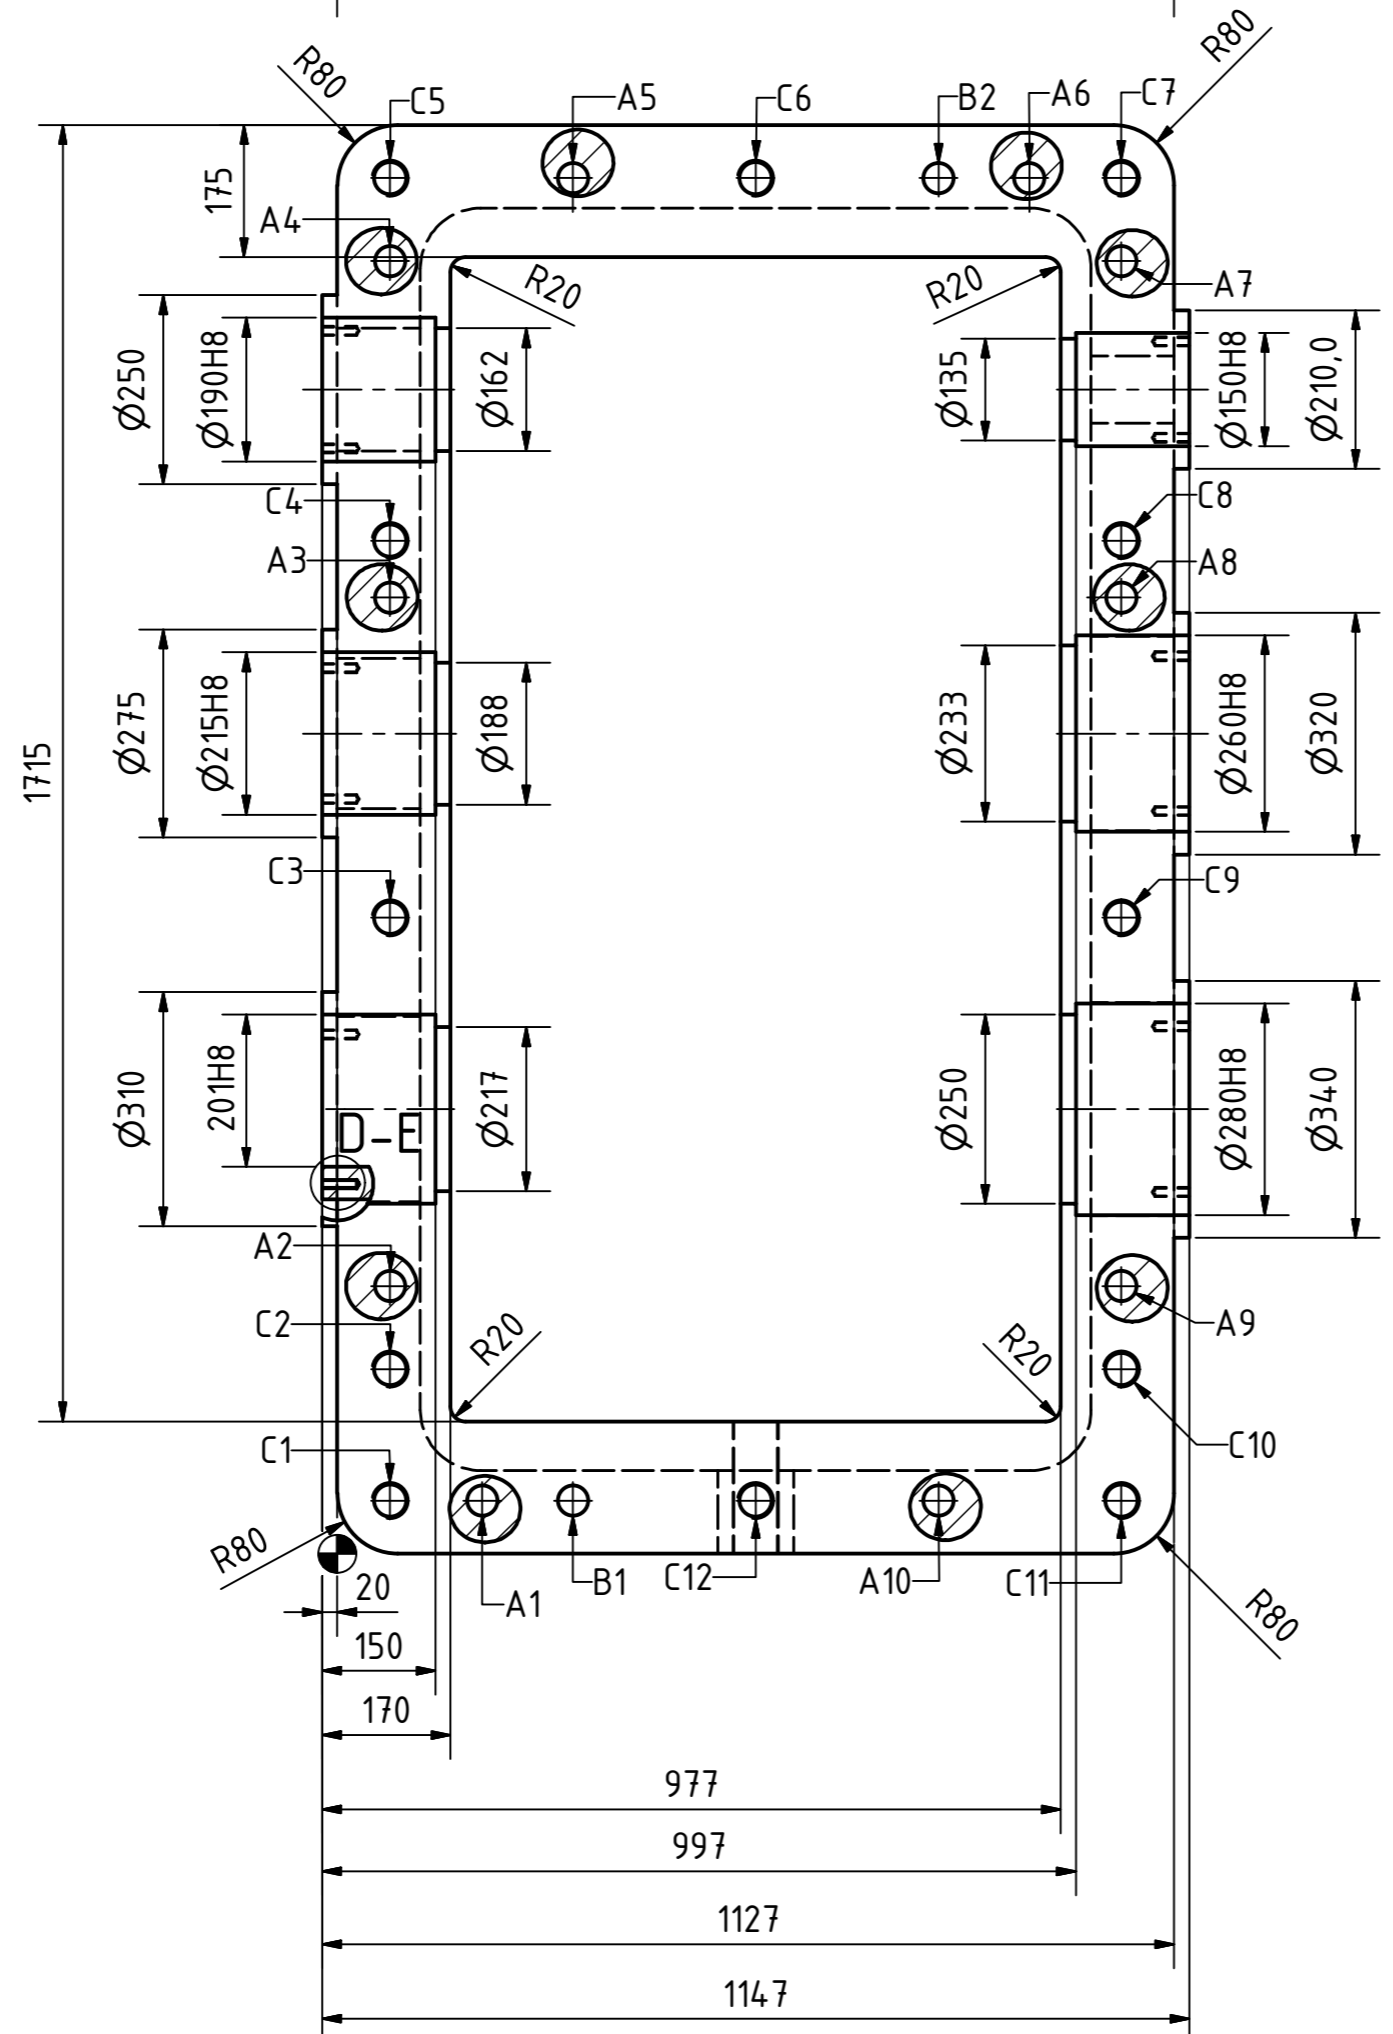 R80
R80
C5
A5
C6
B2
A6
C7
175
A4
R20
R20
A7
Ø250
Ø190H8
Ø162
Ø135
Ø150H8
Ø210,0
C4
C8
A3
A8
1715
Ø275
Ø215H8
Ø188
Ø233
Ø260H8
Ø320
C3
C9
Ø310
201H8
D-E
Ø217
Ø250
Ø280H8
Ø340
A2
C2
R20
R20
A9
C1
C10
R80
20
A1
B1
C12
A10
C11
R80
150
170
977
997
1127
1147